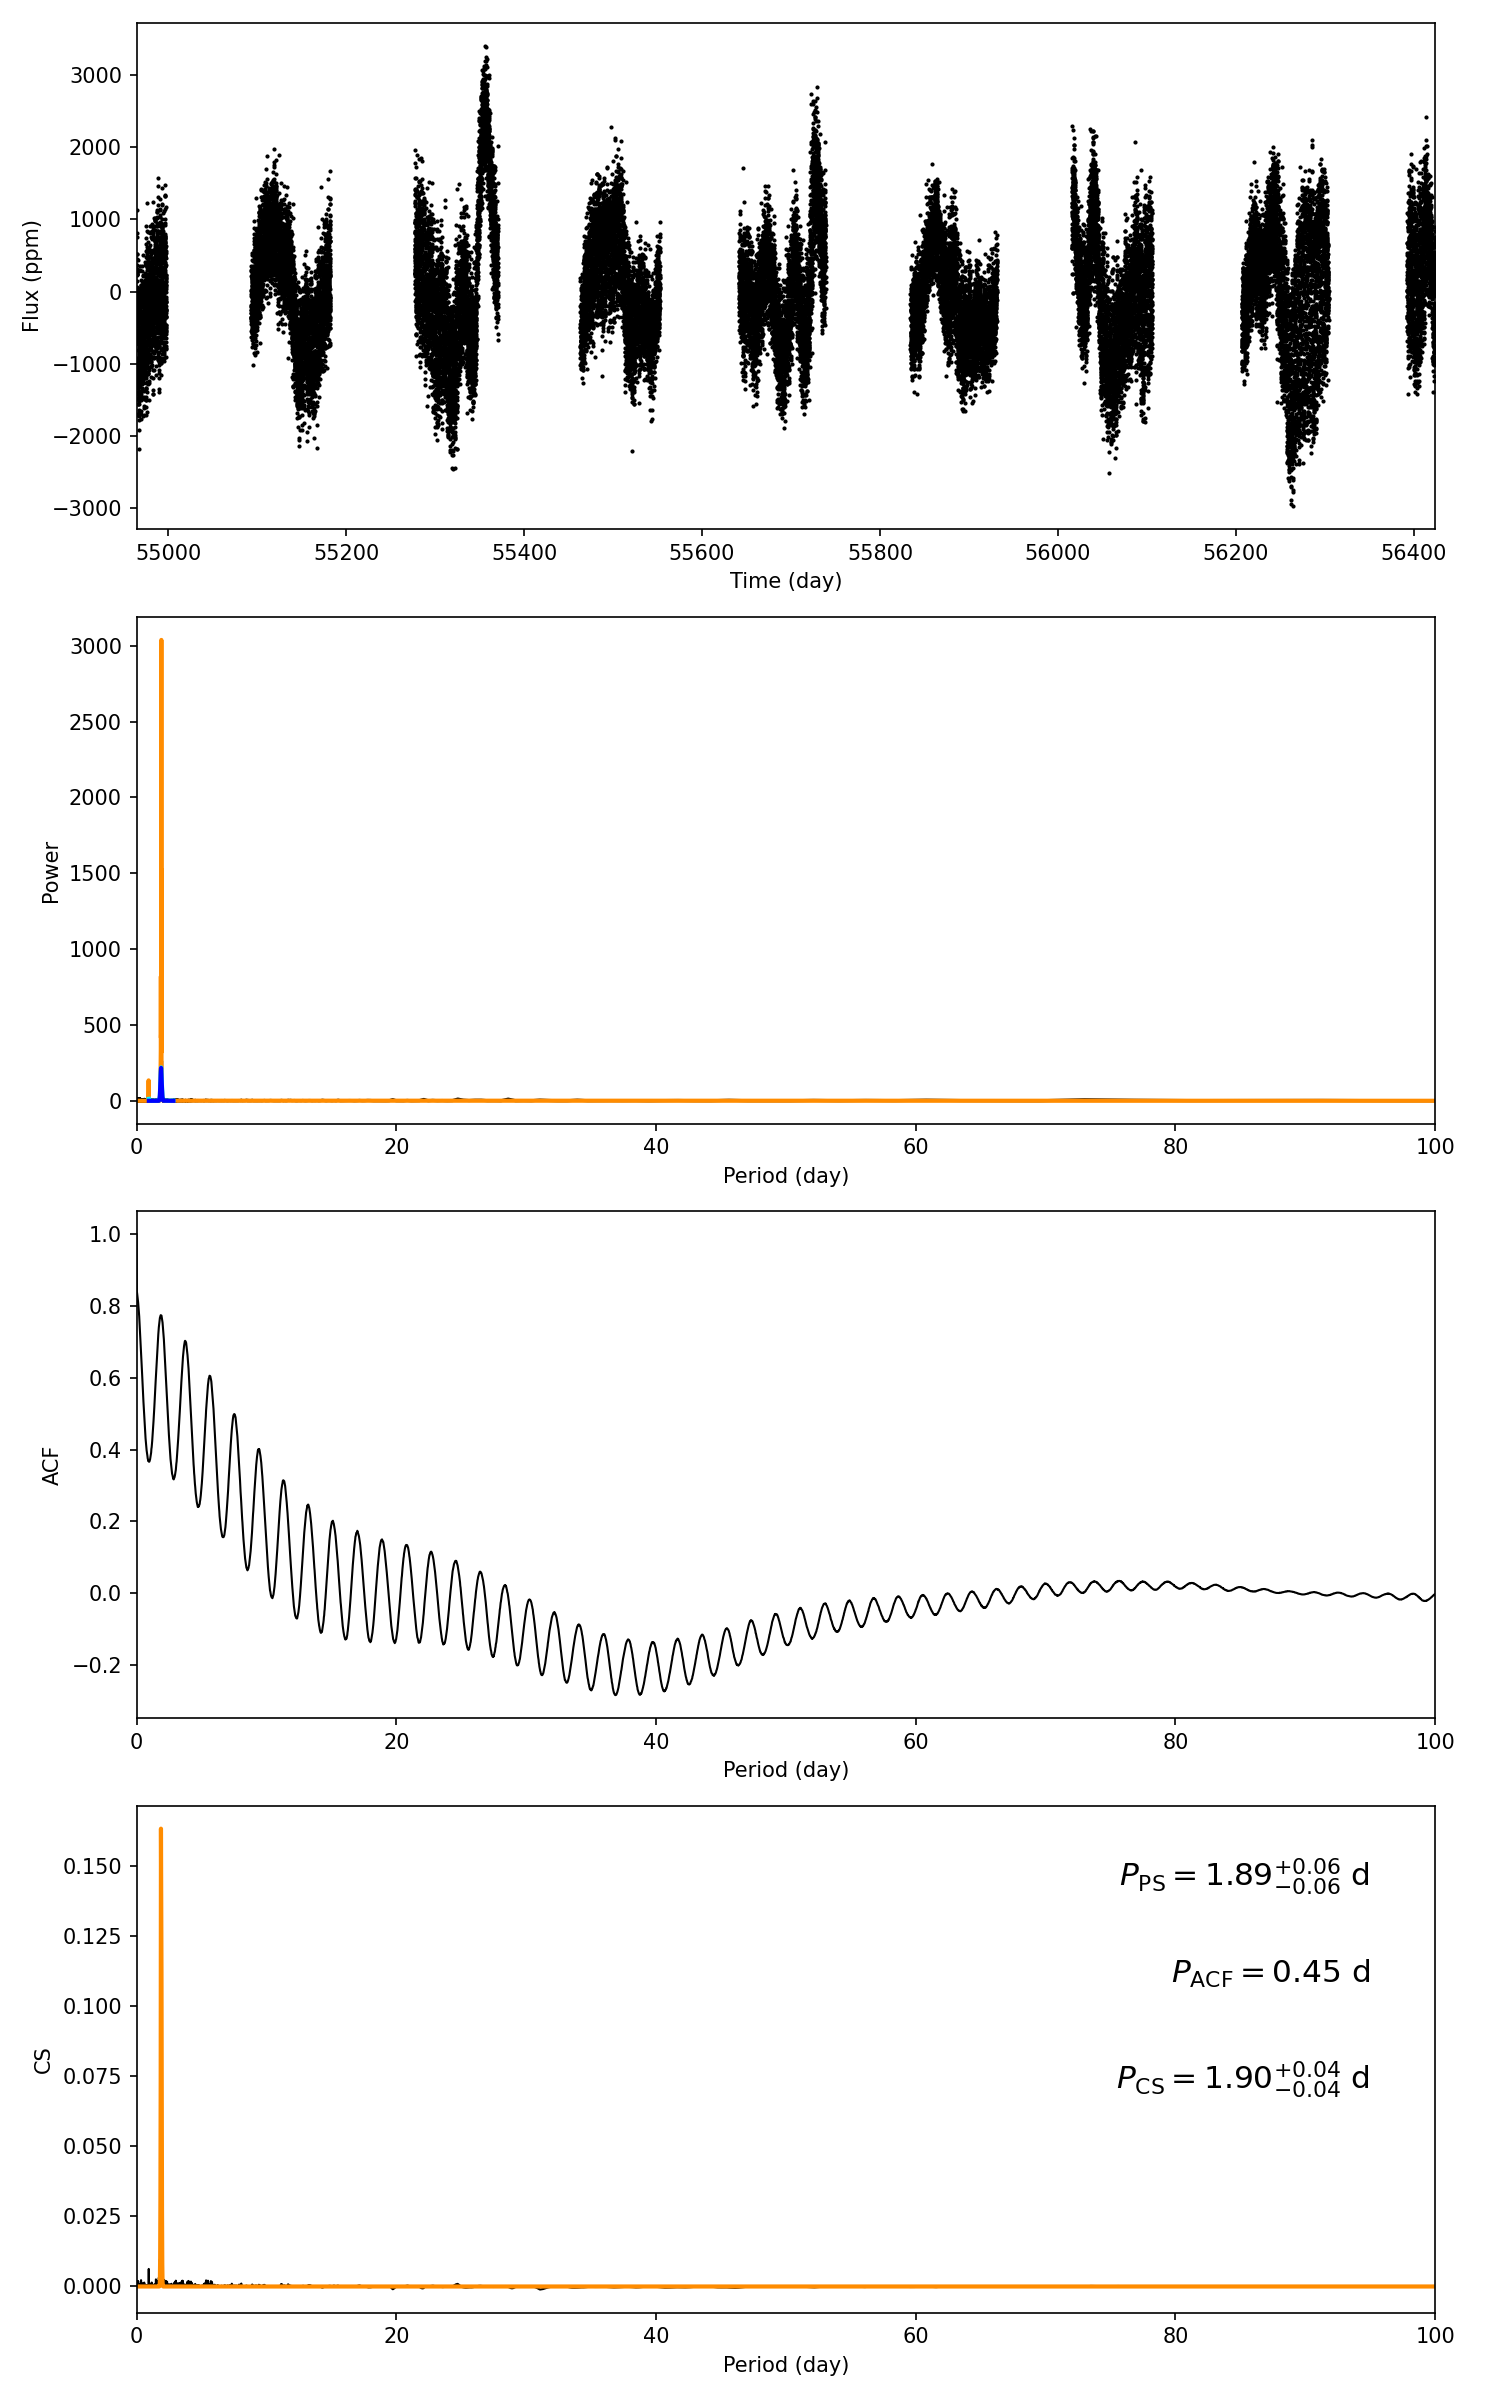 3000
2000
1000
0
−1000
−2000
−3000
Flux (ppm)
55000 55200 55400 55600 55800 56000 56200 56400
Time (day)
3000
2500
2000
1500
1000
500
0
Power
0 20 40 60 80 100
Period (day)
1.0
0.8
0.6
0.4
0.2
0.0
−0.2
ACF
0 20 40 60 80 100
Period (day)
0.150
0.125
0.100
0.075
0.050
0.025
0.000
CS
P_PS = 1.89 +0.06 −0.06 d
P_ACF = 0.45 d
P_CS = 1.90 +0.04 −0.04 d
0 20 40 60 80 100
Period (day)